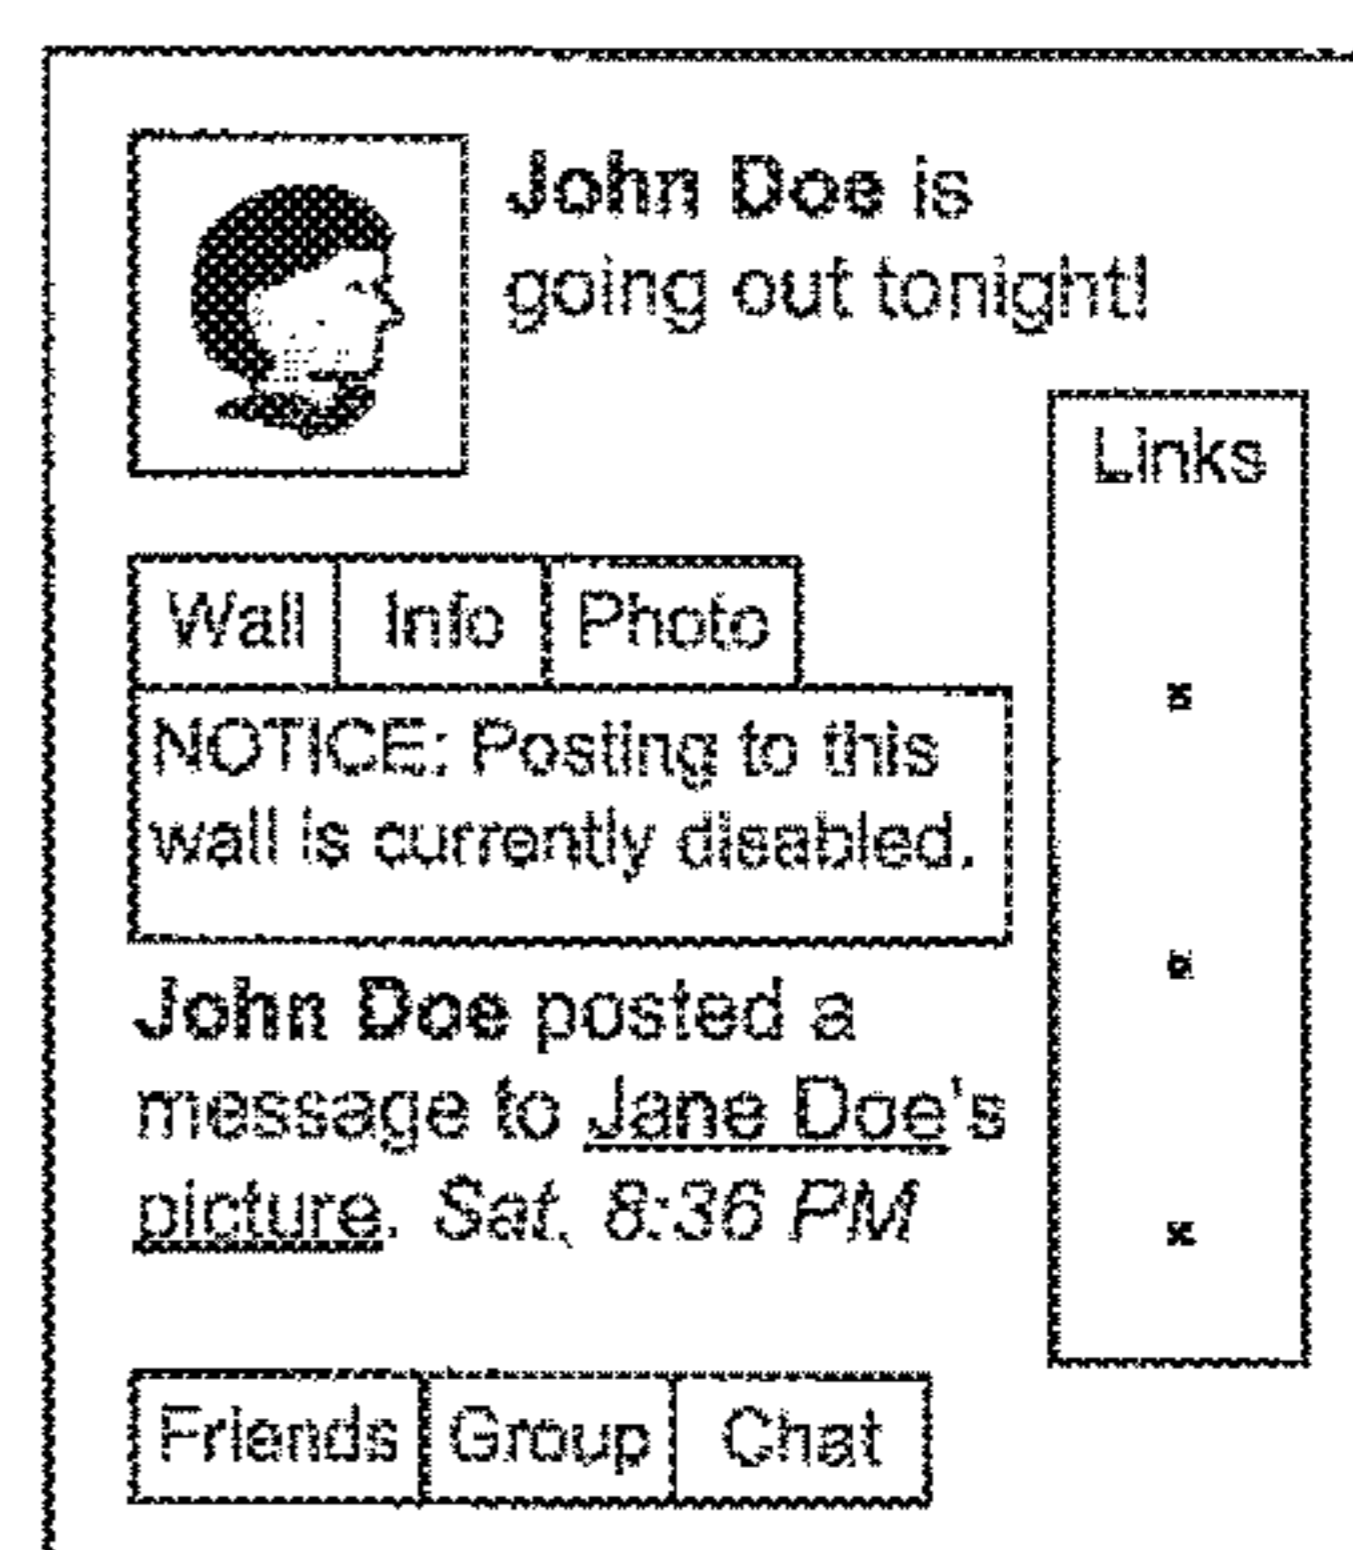 John Doe is
going out tonight!
Links
Wall Info Photo
NOTICE: Posting to this
wall is currently disabled.
John Doe posted a
message to Jane Doe's
picture. Sat, 8:36 PM
Friends Group Chat